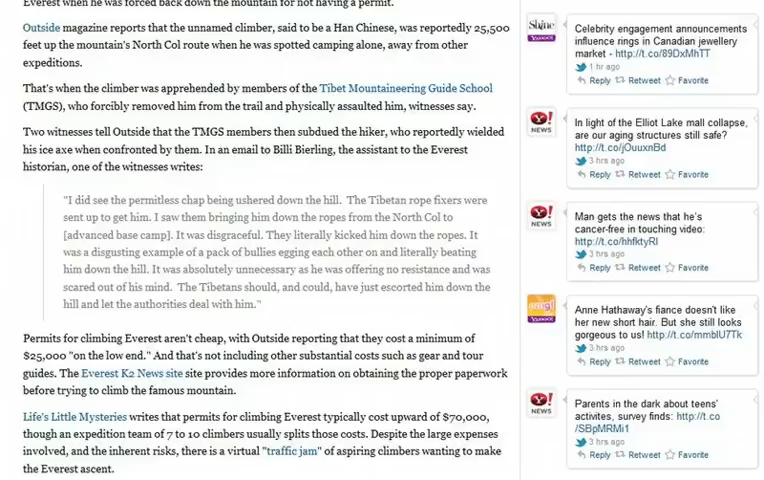 Everest when he was forced back down the mountain for not having a permit.
Outside magazine reports that the unnamed climber, said to be a Han Chinese, was reportedly 25,500
feet up the mountain's North Col route when he was spotted camping alone, away from other
expeditions.
That's when the climber was apprehended by members of the Tibet Mountaineering Guide School
(TMGS), who forcibly removed him from the trail and physically assaulted him, witnesses say.
Two witnesses tell Outside that the TMGS members then subdued the hiker, who reportedly wielded
his ice axe when confronted by them. In an email to Billi Bierling, the assistant to the Everest
historian, one of the witnesses writes:
"I did see the permitless chap being ushered down the hill. The Tibetan rope fixers were
sent up to get him. I saw them bringing him down the ropes from the North Col to
[advanced base camp]. It was disgraceful. They literally kicked him down the ropes. It
was a disgusting example of a pack of bullies egging each other on and literally beating
him down the hill. It was absolutely unnecessary as he was offering no resistance and was
scared out of his mind. The Tibetans should, and could, have just escorted him down the
hill and let the authorities deal with him."
Permits for climbing Everest aren't cheap, with Outside reporting that they cost a minimum of
$25,000 "on the low end." And that's not including other substantial costs such as gear and tour
guides. The Everest K2 News site site provides more information on obtaining the proper paperwork
before trying to climb the famous mountain.
Life's Little Mysteries writes that permits for climbing Everest typically cost upward of $70,000,
though an expedition team of 7 to 10 climbers usually splits those costs. Despite the large expenses
involved, and the inherent risks, there is a virtual "traffic jam" of aspiring climbers wanting to make
the Everest ascent.
Shine
YAHOO!
Celebrity engagement announcements
influence rings in Canadian jewellery
market - http://t.co/89DxMhTT
1 hr ago
Reply Retweet Favorite
Y!
NEWS
In light of the Elliot Lake mall collapse,
are our aging structures still safe?
http://t.co/jOuuxnBd
3 hrs ago
Reply Retweet Favorite
Y!
NEWS
Man gets the news that he's
cancer-free in touching video:
http://t.co/hhfktyRl
3 hrs ago
Reply Retweet Favorite
omg!
YAHOO!
Anne Hathaway's fiance doesn't like
her new short hair. But she still looks
gorgeous to us! http://t.co/mmblU7Tk
3 hrs ago
Reply Retweet Favorite
Y!
NEWS
Parents in the dark about teens'
activites, survey finds: http://t.co
/SBpMRMi1
3 hrs ago
Reply Retweet Favorite